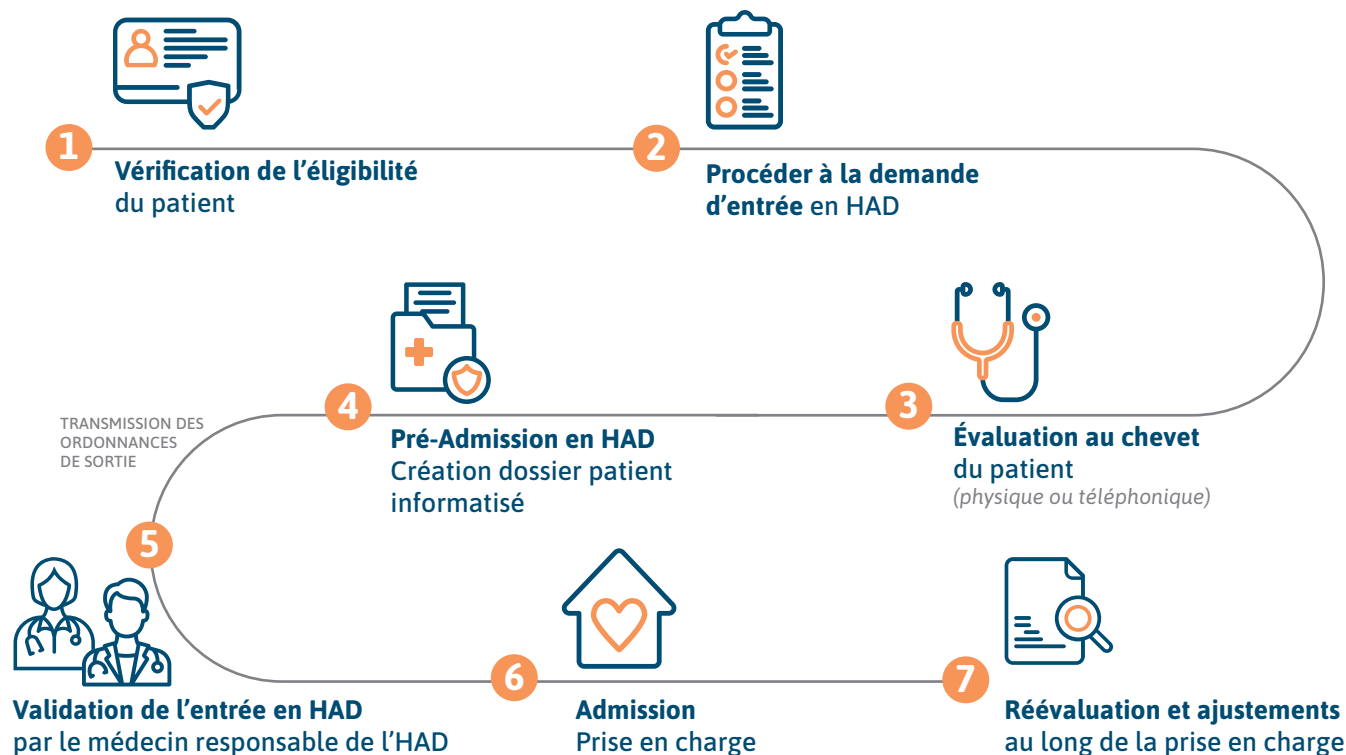 1
Vérification de l’éligibilité
du patient
2
Procéder à la demande
d’entrée en HAD
3
Évaluation au chevet
du patient
(physique ou téléphonique)
4
Pré-Admission en HAD
Création dossier patient
informatisé
TRANSMISSION DES
ORDONNANCES
DE SORTIE
5
Validation de l’entrée en HAD
par le médecin responsable de l’HAD
6
Admission
Prise en charge
7
Réévaluation et ajustements
au long de la prise en charge